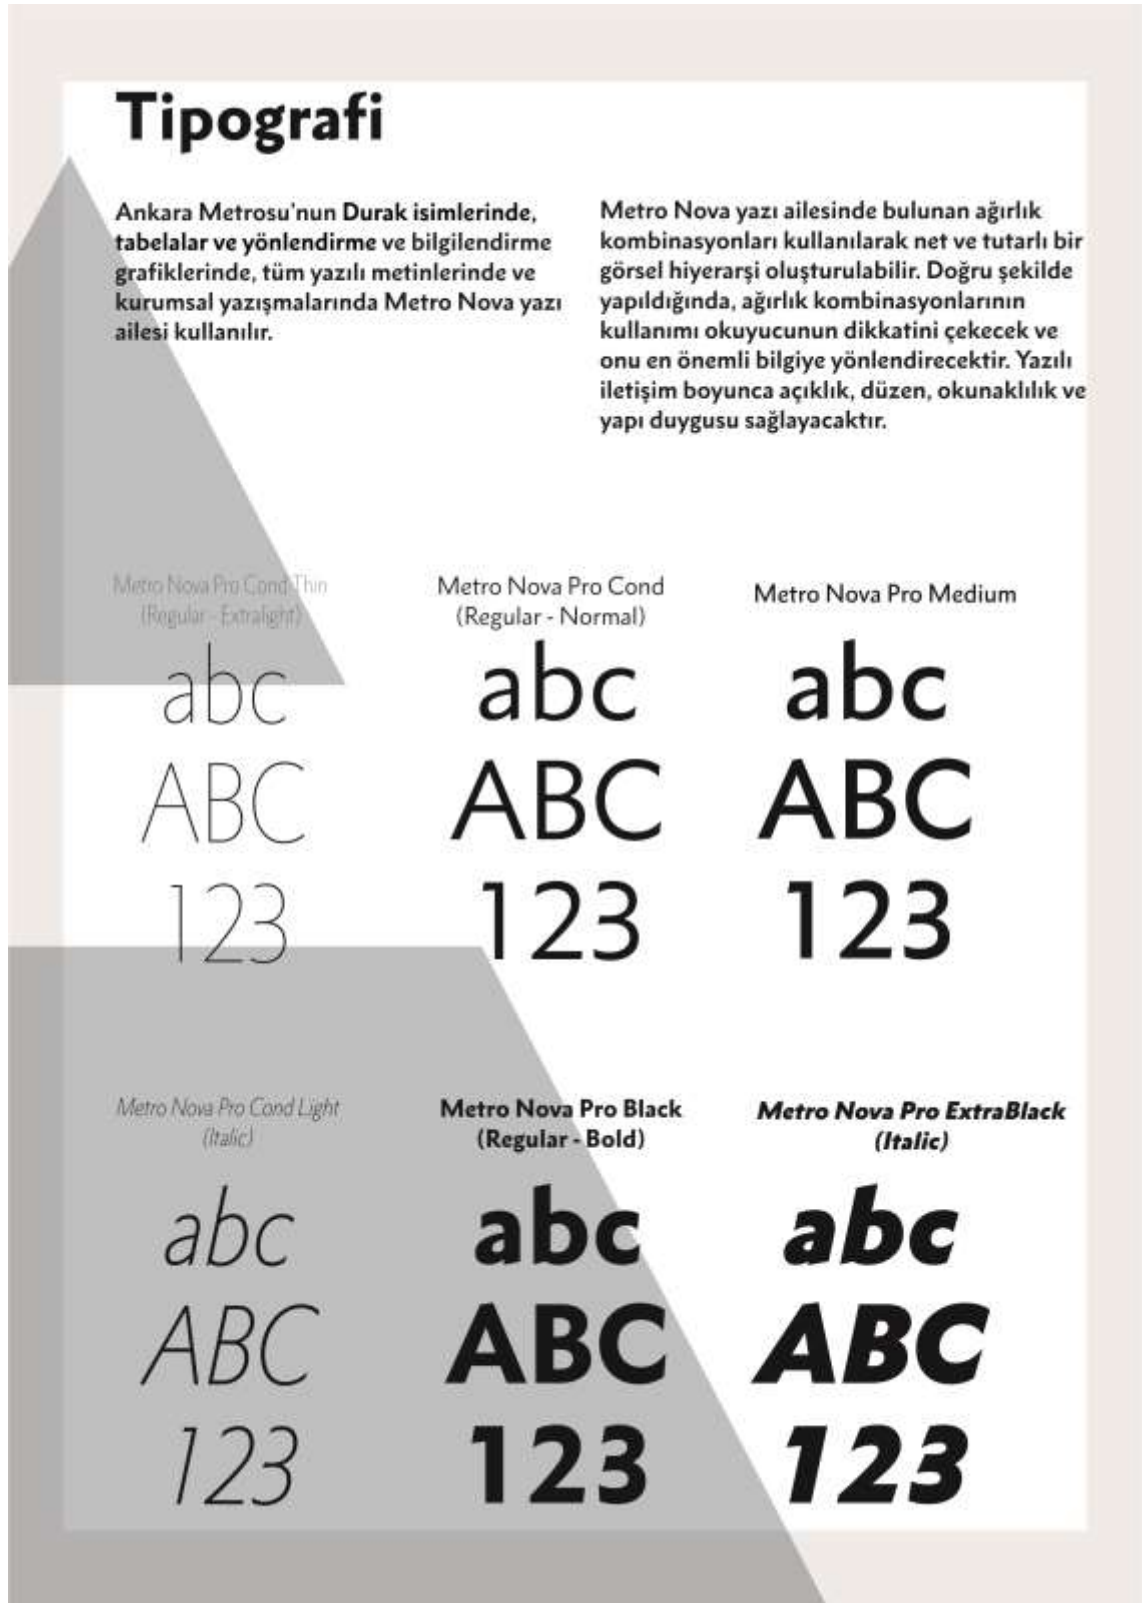 Tipografi
Ankara Metrosu'nun Durak isimlerinde,
tabelalar ve yönlendirme ve bilgilendirme
grafiklerinde, tüm yazılı metinlerinde ve
kurumsal yazışmalarında Metro Nova yazı
ailesi kullanılır.
Metro Nova yazı ailesinde bulunan ağırlık
kombinasyonları kullanılarak net ve tutarlı bir
görsel hiyerarşi oluşturulabilir. Doğru şekilde
yapıldığında, ağırlık kombinasyonlarının
kullanımı okuyucunun dikkatini çekecek ve
onu en önemli bilgiye yönlendirecektir. Yazılı
iletişim boyunca açıklık, düzen, okunaklılık ve
yapı duygusu sağlayacaktır.
Metro Nova Pro Cond Thin
(Regular - Extralight)
abc
ABC
123
Metro Nova Pro Cond
(Regular - Normal)
abc
ABC
123
Metro Nova Pro Medium
abc
ABC
123
Metro Nova Pro Cond Light
(Italic)
abc
ABC
123
Metro Nova Pro Black
(Regular - Bold)
abc
ABC
123
Metro Nova Pro ExtraBlack
(Italic)
abc
ABC
123